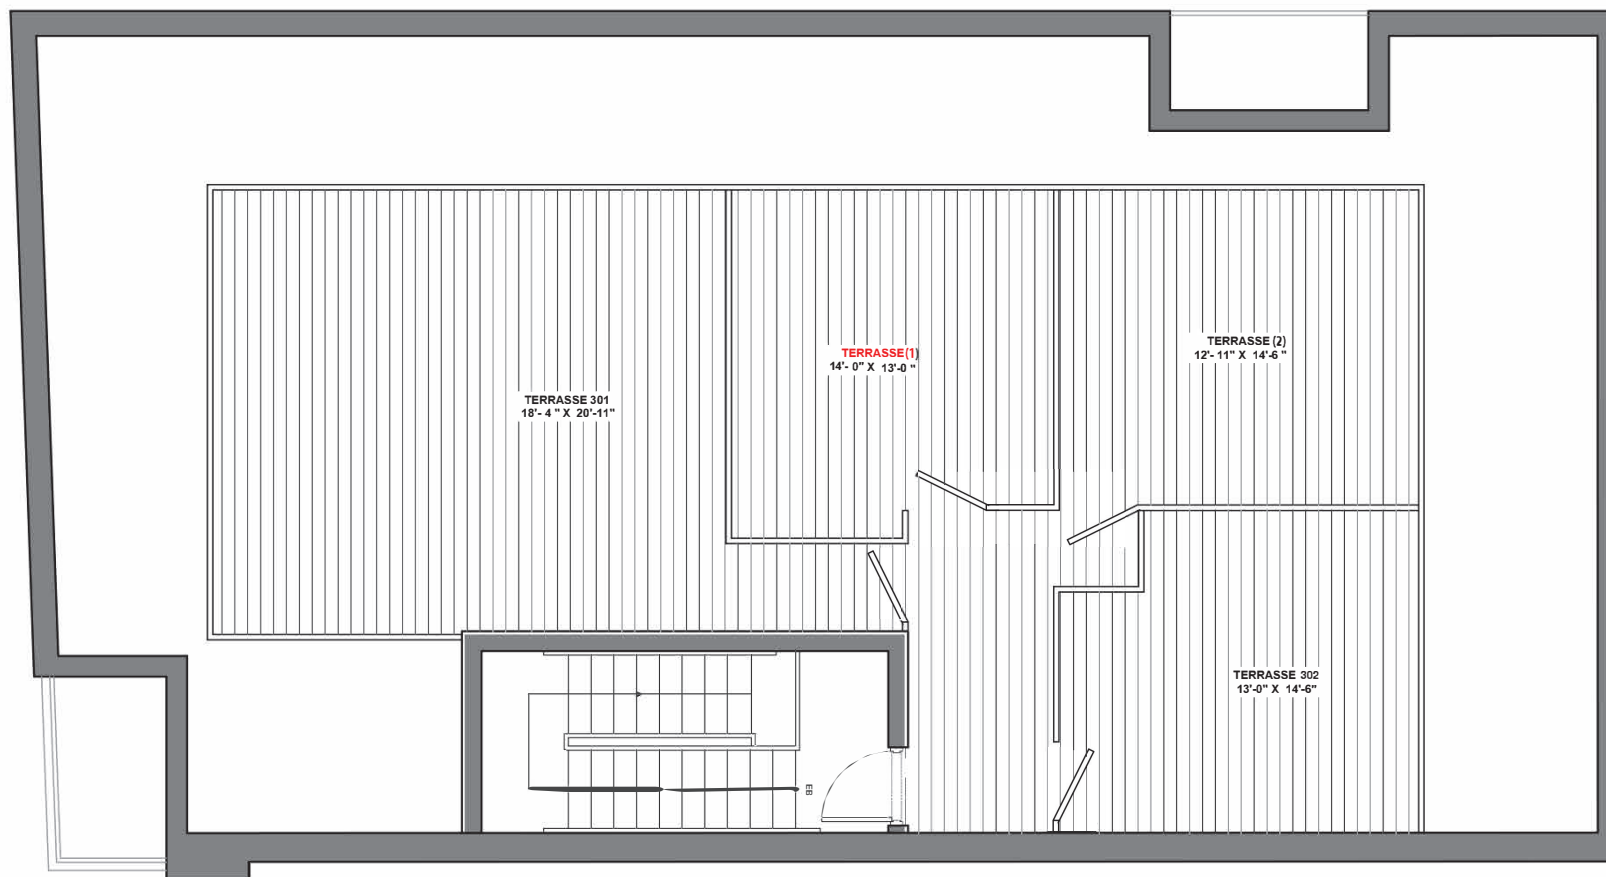 TERRASSE (2)
12'- 11" X 14'-6 "
TERRASSE(1)
14'- 0" X 13'-0 "
TERRASSE 301
18'- 4 " X 20'-11"
TERRASSE 302
13'-0" X 14'-6"
EB